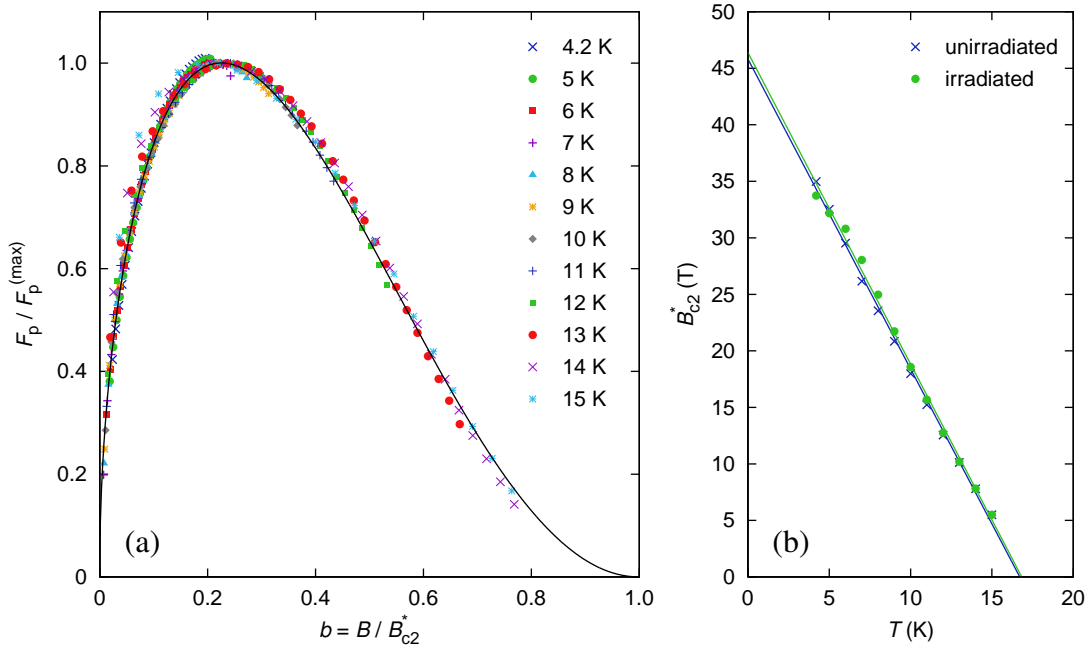 F_p / F_p^(max)
1.0
0.8
0.6
0.4
0.2
0
0 0.2 0.4 0.6 0.8 1.0
b = B / B*_c2
(a)
4.2 K
5 K
6 K
7 K
8 K
9 K
10 K
11 K
12 K
13 K
14 K
15 K
B*_c2 (T)
50
45
40
35
30
25
20
15
10
5
0
0 5 10 15 20
T (K)
(b)
unirradiated
irradiated